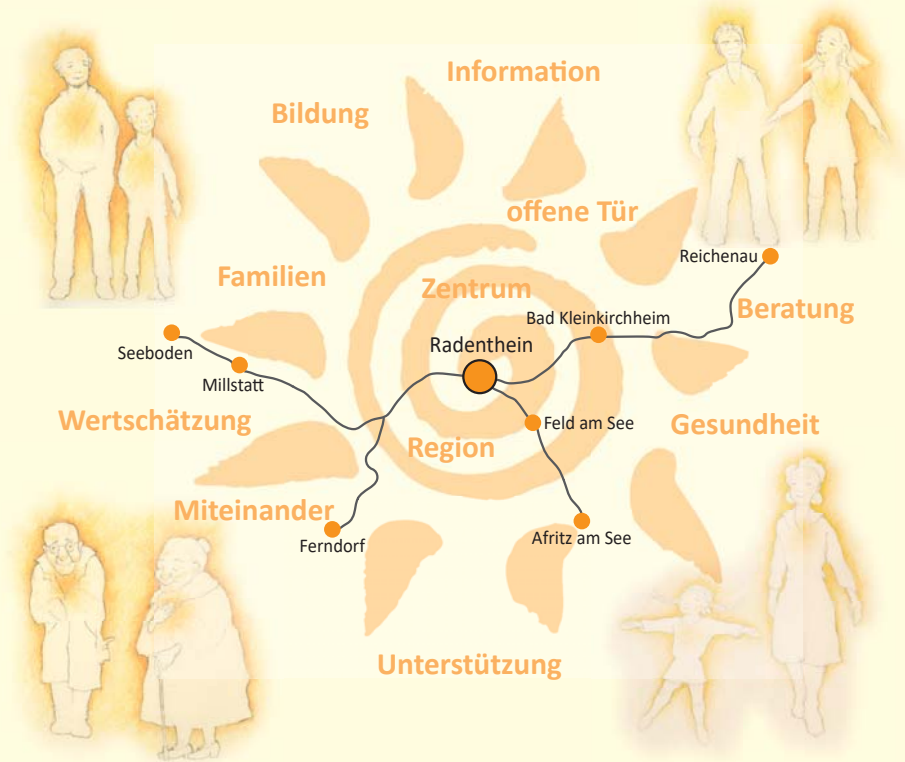 Information
Bildung
offene Tür
Reichenau
Familien
Zentrum
Beratung
Bad Kleinkirchheim
Seeboden
Radenthein
Millstatt
Wertschätzung
Feld am See
Gesundheit
Region
Miteinander
Ferndorf
Afritz am See
Unterstützung